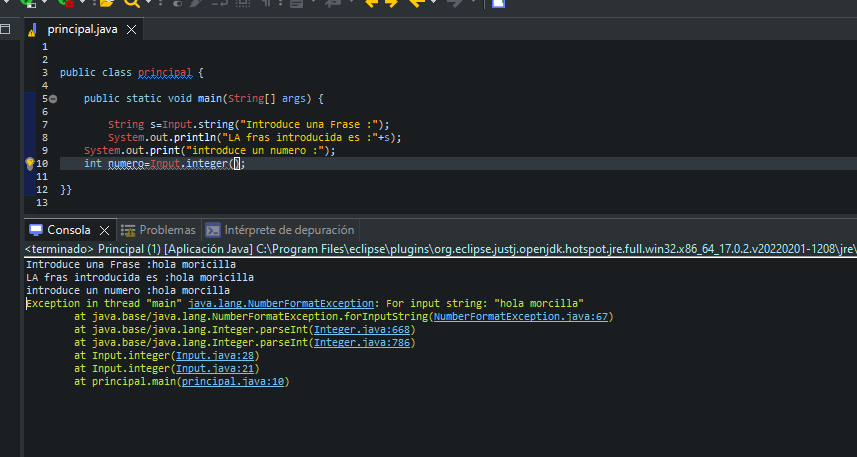 principal.java
1
2
3 public class principal {
4
5 public static void main(String[] args) {
6
7 String s=Input.string("Introduce una Frase :");
8 System.out.println("LA fras introducida es :"+s);
9 System.out.print("introduce un numero :");
10 int numero=Input.integer();
11
12 }}
13
Consola Problemas Intérprete de depuración
<terminado> Principal (1) [Aplicación Java] C:\Program Files\eclipse\plugins\org.eclipse.justj.openjdk.hotspot.jre.full.win32.x86_64_17.0.2.v20220201-1208\jre\
Introduce una Frase :hola moricilla
LA fras introducida es :hola moricilla
introduce un numero :hola morcilla
Exception in thread "main" java.lang.NumberFormatException: For input string: "hola morcilla"
at java.base/java.lang.NumberFormatException.forInputString(NumberFormatException.java:67)
at java.base/java.lang.Integer.parseInt(Integer.java:668)
at java.base/java.lang.Integer.parseInt(Integer.java:786)
at Input.integer(Input.java:28)
at Input.integer(Input.java:21)
at principal.main(principal.java:10)